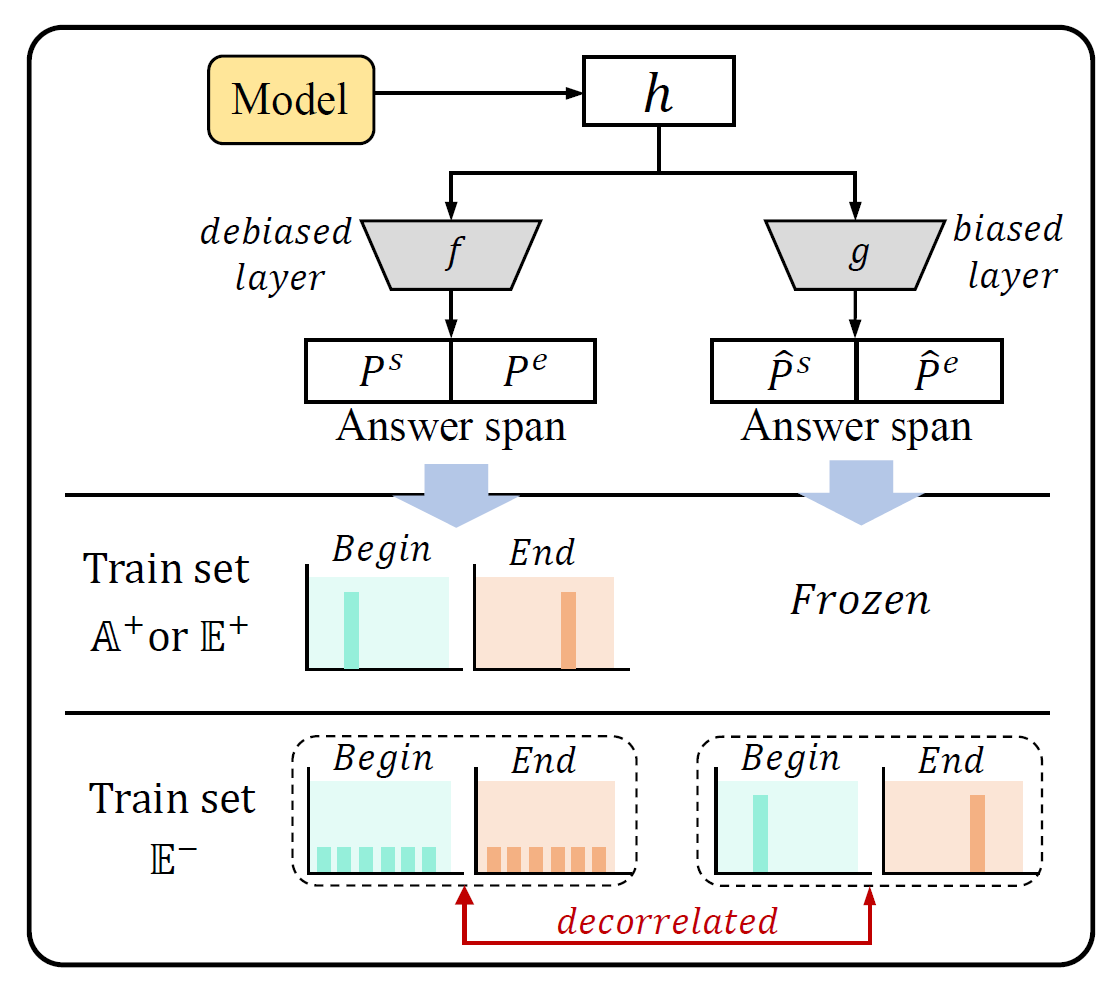 Model
h
debiased
layer
f
g
biased
layer
P^s P^e
P̂^s P̂^e
Answer span
Answer span
Train set
𝔸⁺or 𝔼⁺
Begin
End
Frozen
Train set
𝔼⁻
Begin
End
Begin
End
decorrelated